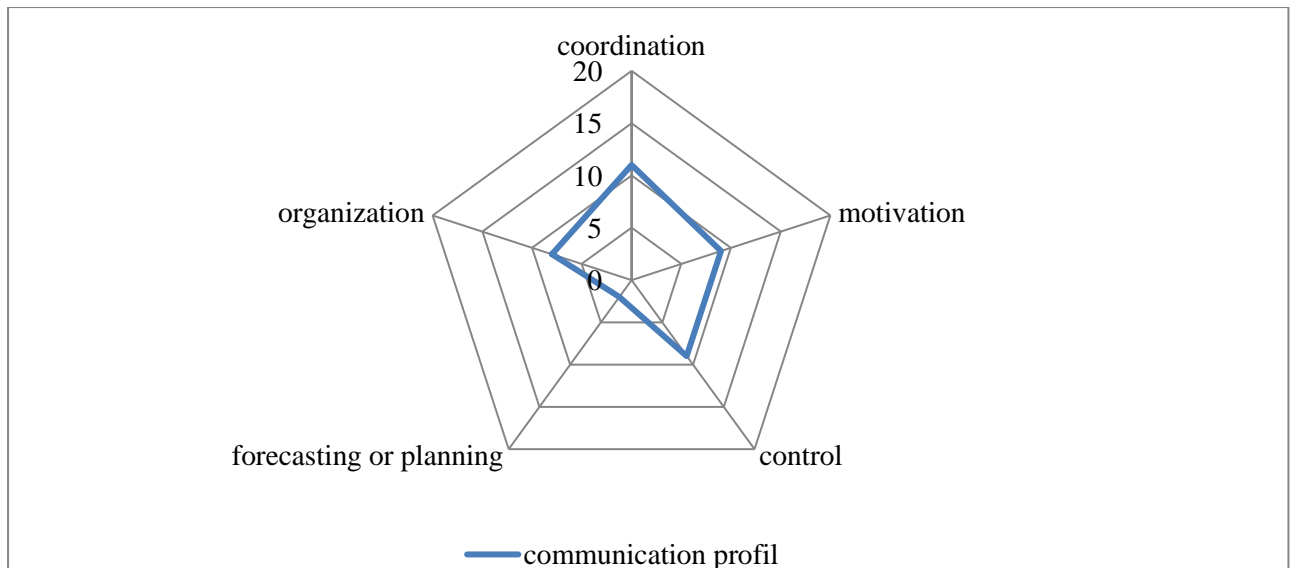 coordination
20
15
10
5
0
motivation
control
forecasting or planning
organization
communication profil